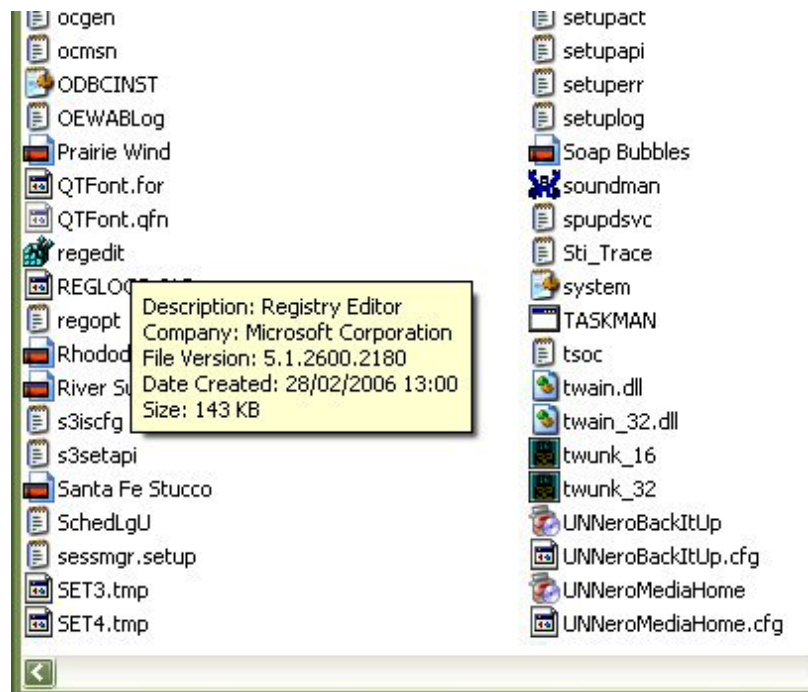 ocgen
ocmsn
ODBCINST
OEWABLog
Prairie Wind
QTFont.for
QTFont.qfn
regedit
regopt
s3iscfg
s3setapi
Santa Fe Stucco
SchedLgU
sessmgr.setup
SET3.tmp
SET4.tmp
Description: Registry Editor
Company: Microsoft Corporation
File Version: 5.1.2600.2180
Date Created: 28/02/2006 13:00
Size: 143 KB
River
setupact
setupapi
setuperr
setuplog
Soap Bubbles
soundman
spupdsvc
Sti_Trace
system
TASKMAN
tsoc
twain.dll
twain_32.dll
twunk_16
twunk_32
UNNeroBackItUp
UNNeroBackItUp.cfg
UNNeroMediaHome
UNNeroMediaHome.cfg